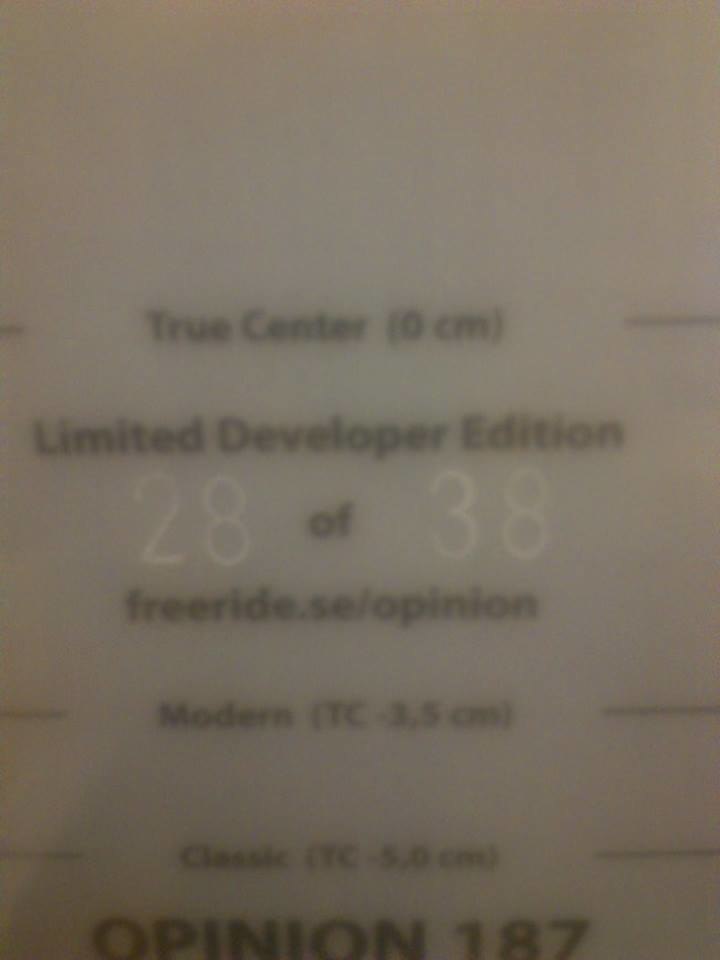 True Center (0 cm)
Limited Developer Edition
28 of 38
freeride.se/opinion
Modern (TC -3,5 cm)
Classic (TC -5,0 cm)
OPINION 187